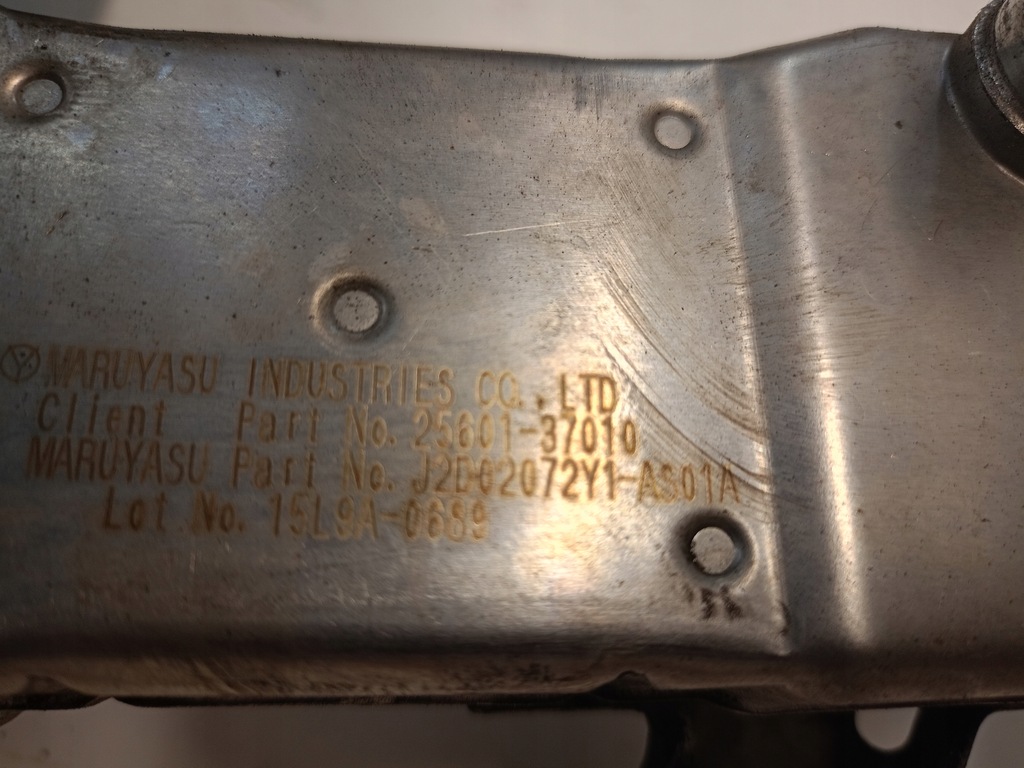 MARUYASU INDUSTRIES CO.,LTD
Client Part No. 25601-37010
MARUYASU Part No. J2D02072Y1-AS01A
Lot No. 15L9A-0689